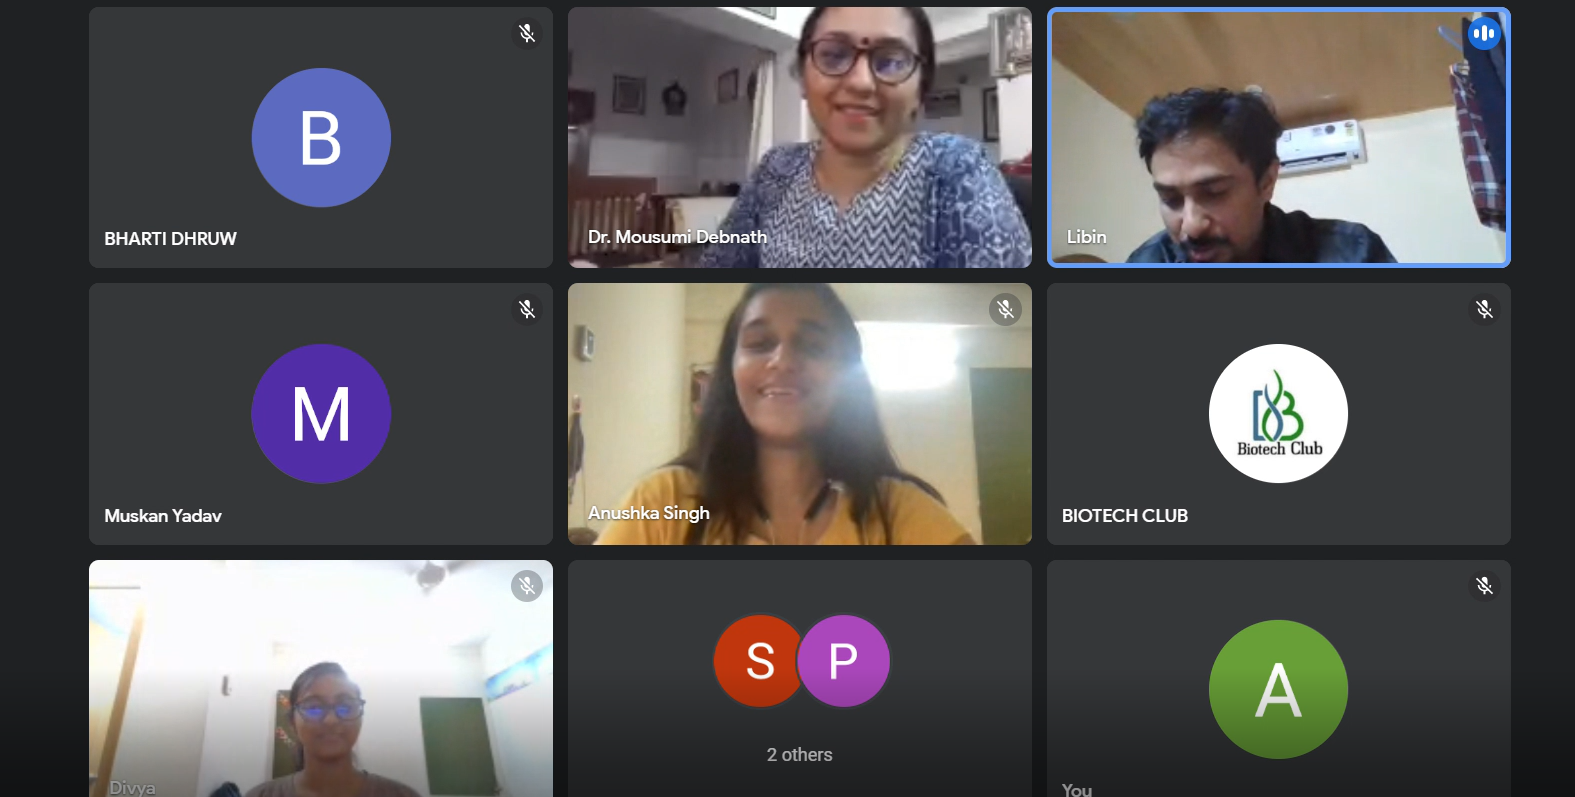 B
BHARTI DHRUW
Dr. Mousumi Debnath
Libin
M
Muskan Yadav
Anushka Singh
Biotech Club
BIOTECH CLUB
Divya
S P
2 others
A
You